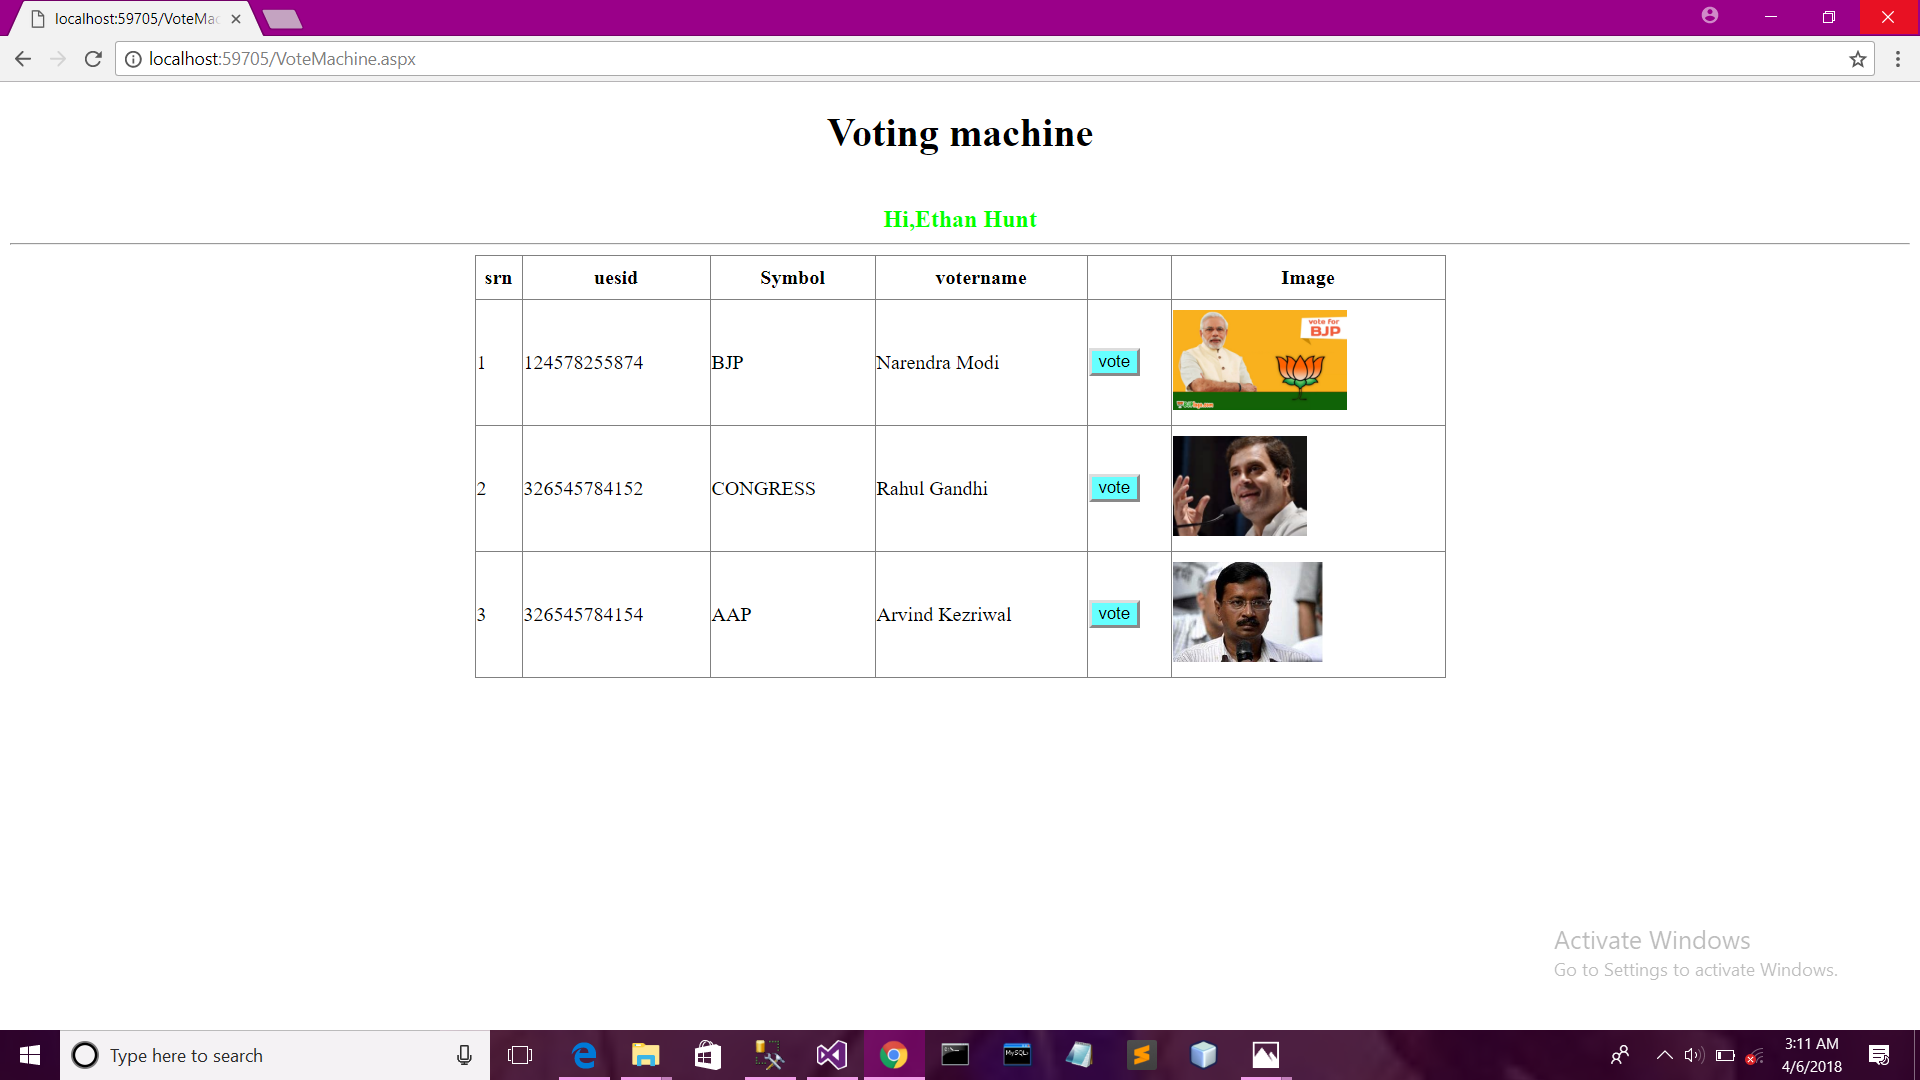 localhost:59705/VoteMac
localhost:59705/VoteMachine.aspx
Voting machine
Hi,Ethan Hunt
srn uesid Symbol votername Image
vote for
BJP
1 124578255874 BJP Narendra Modi vote
2 326545784152 CONGRESS Rahul Gandhi vote
3 326545784154 AAP Arvind Kezriwal vote
Activate Windows
Go to Settings to activate Windows.
Type here to search
MySQL
3:11 AM
4/6/2018